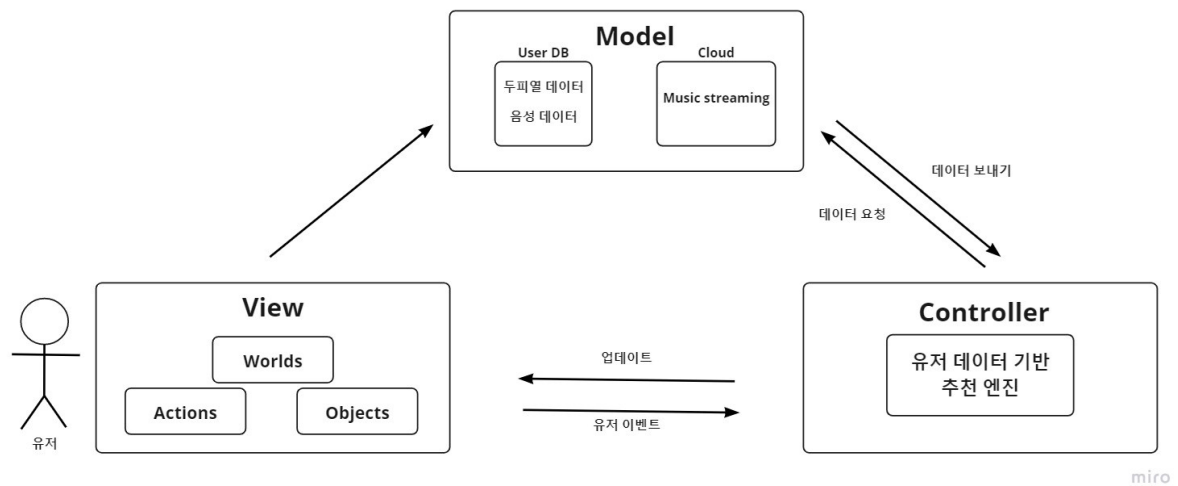 Model
User DB
Cloud
두피열 데이터
음성 데이터
Music streaming
데이터 보내기
데이터 요청
View
Worlds
Actions
Objects
유저
업데이트
유저 이벤트
Controller
유저 데이터 기반
추천 엔진
miro